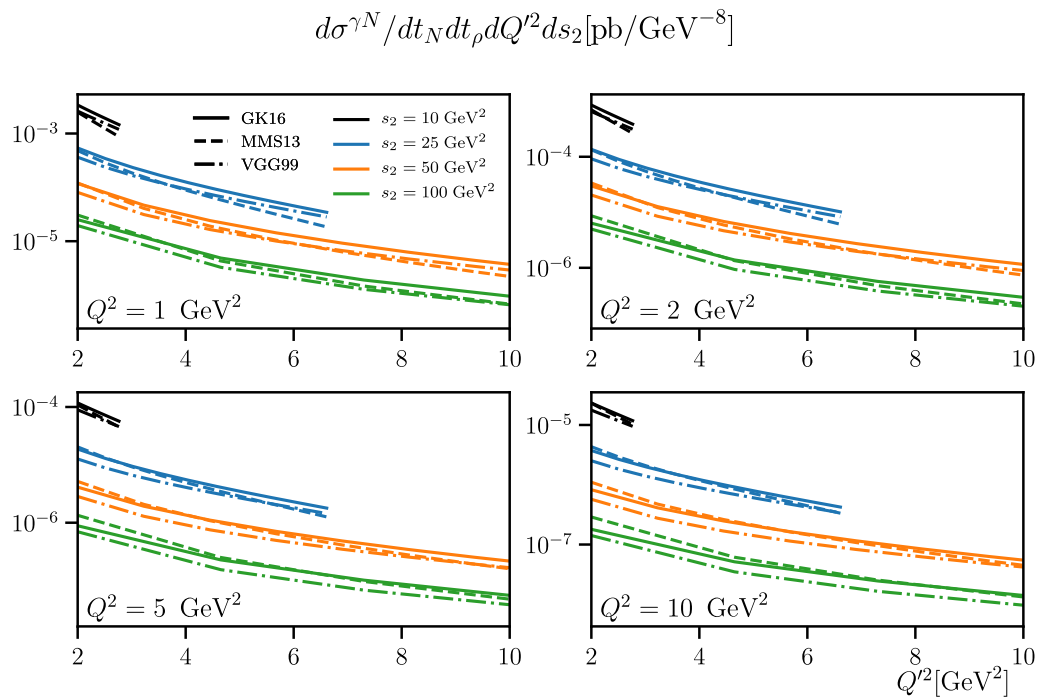 dσ^{γN}/dt_N dt_ρ dQ'^2 ds_2[pb/GeV^{-8}]
GK16
MMS13
VGG99
s_2 = 10 GeV^2
s_2 = 25 GeV^2
s_2 = 50 GeV^2
s_2 = 100 GeV^2
10^{-3}
10^{-5}
Q^2 = 1 GeV^2
2 4 6 8 10
10^{-4}
10^{-6}
Q^2 = 2 GeV^2
2 4 6 8 10
10^{-4}
10^{-6}
Q^2 = 5 GeV^2
2 4 6 8 10
10^{-5}
10^{-7}
Q^2 = 10 GeV^2
2 4 6 8 10
Q'^2[GeV^2]